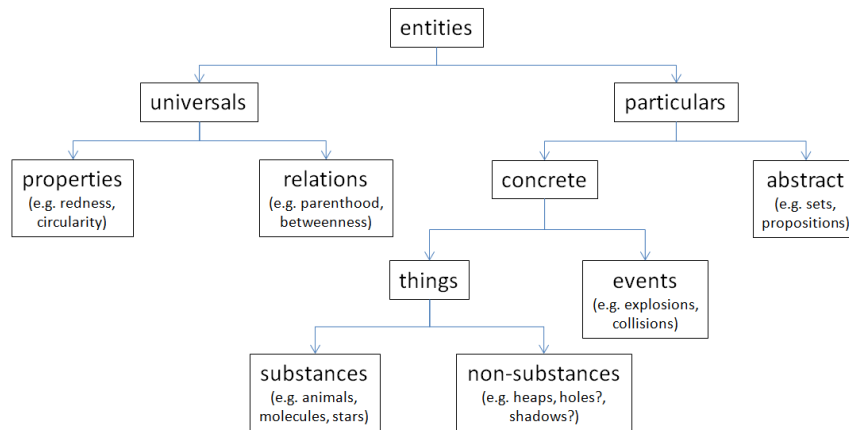 entities
universals
particulars
properties
(e.g. redness,
circularity)
relations
(e.g. parenthood,
betweenness)
concrete
abstract
(e.g. sets,
propositions)
things
events
(e.g. explosions,
collisions)
substances
(e.g. animals,
molecules, stars)
non-substances
(e.g. heaps, holes?,
shadows?)